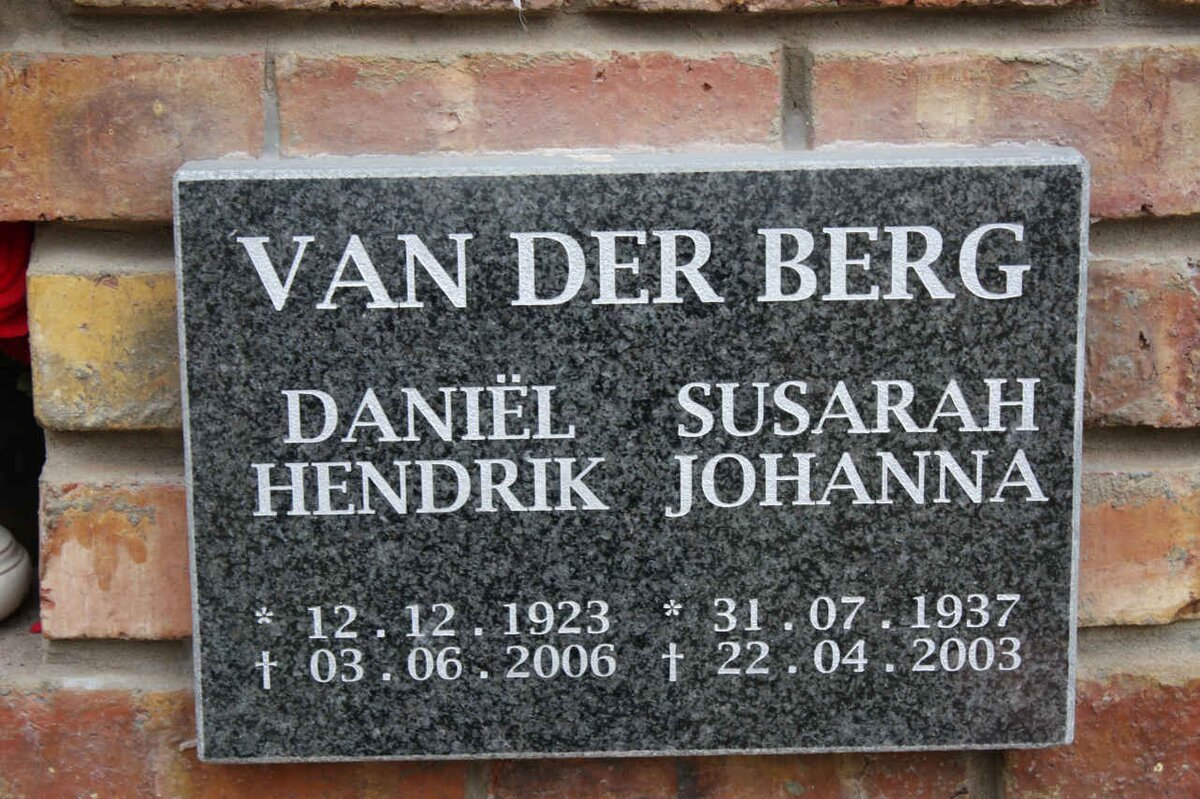 VAN DER BERG
DANIËL SUSARAH
HENDRIK JOHANNA
* 12.12.1923 * 31.07.1937
† 03.06.2006 † 22.04.2003